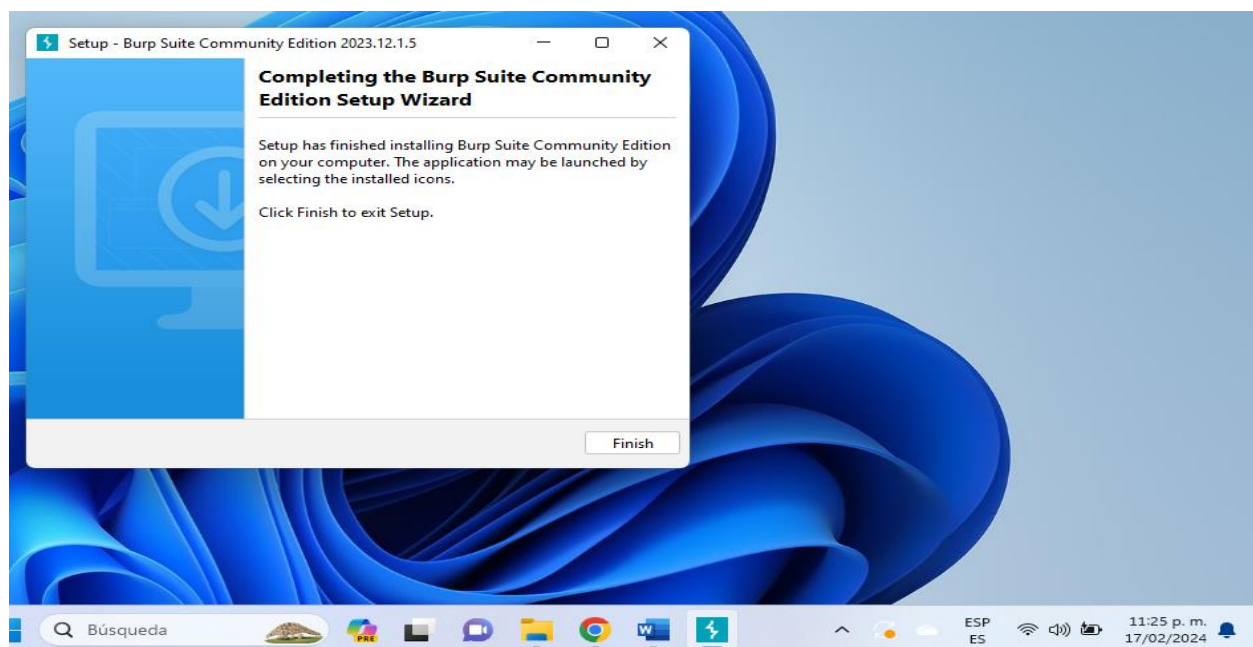 Setup - Burp Suite Community Edition 2023.12.1.5
Completing the Burp Suite Community
Edition Setup Wizard
Setup has finished installing Burp Suite Community Edition
on your computer. The application may be launched by
selecting the installed icons.
Click Finish to exit Setup.
Finish
Búsqueda
PRE
W
ESP
ES
11:25 p. m.
17/02/2024